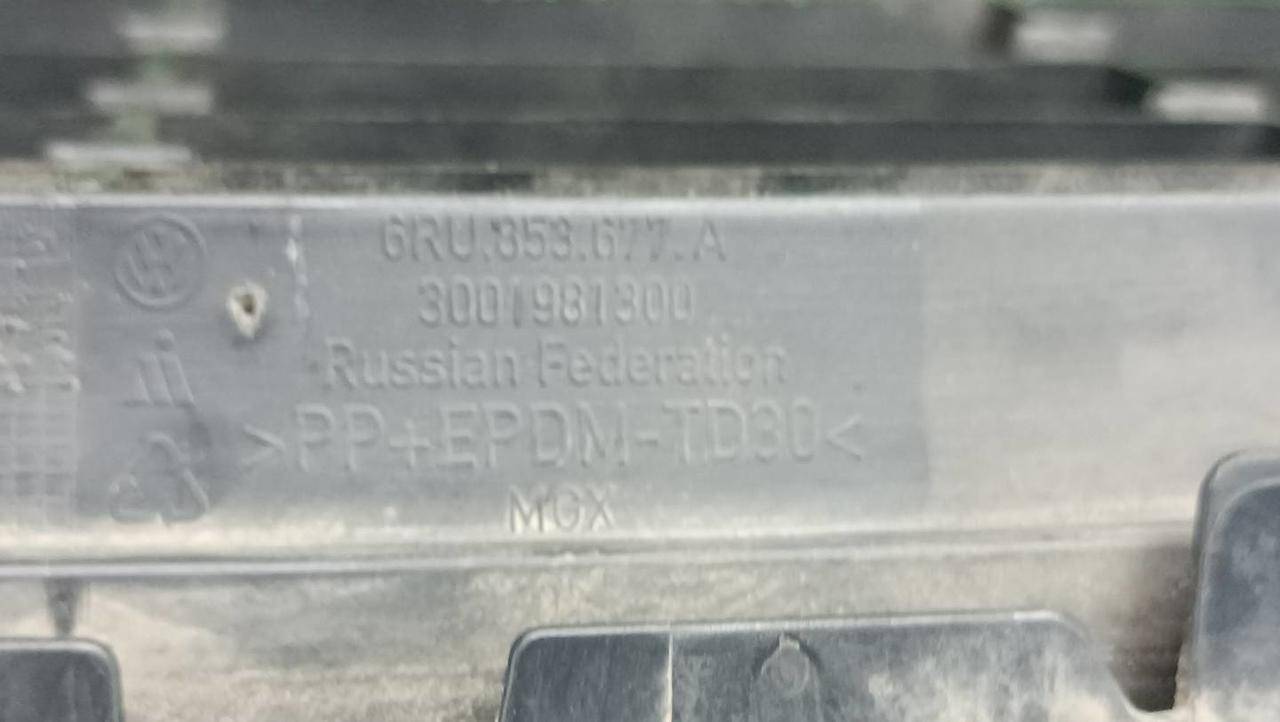 6RU.853.677.A
3001981300
Russian Federation
>PP+EPDM-TD30<
MGX